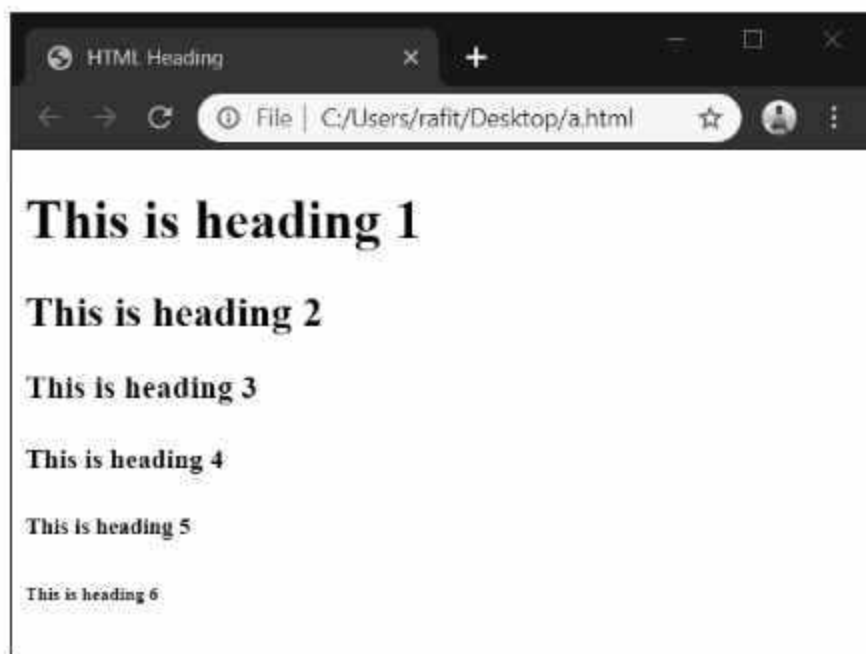 HTML Heading
File | C:/Users/rafit/Desktop/a.html
This is heading 1
This is heading 2
This is heading 3
This is heading 4
This is heading 5
This is heading 6